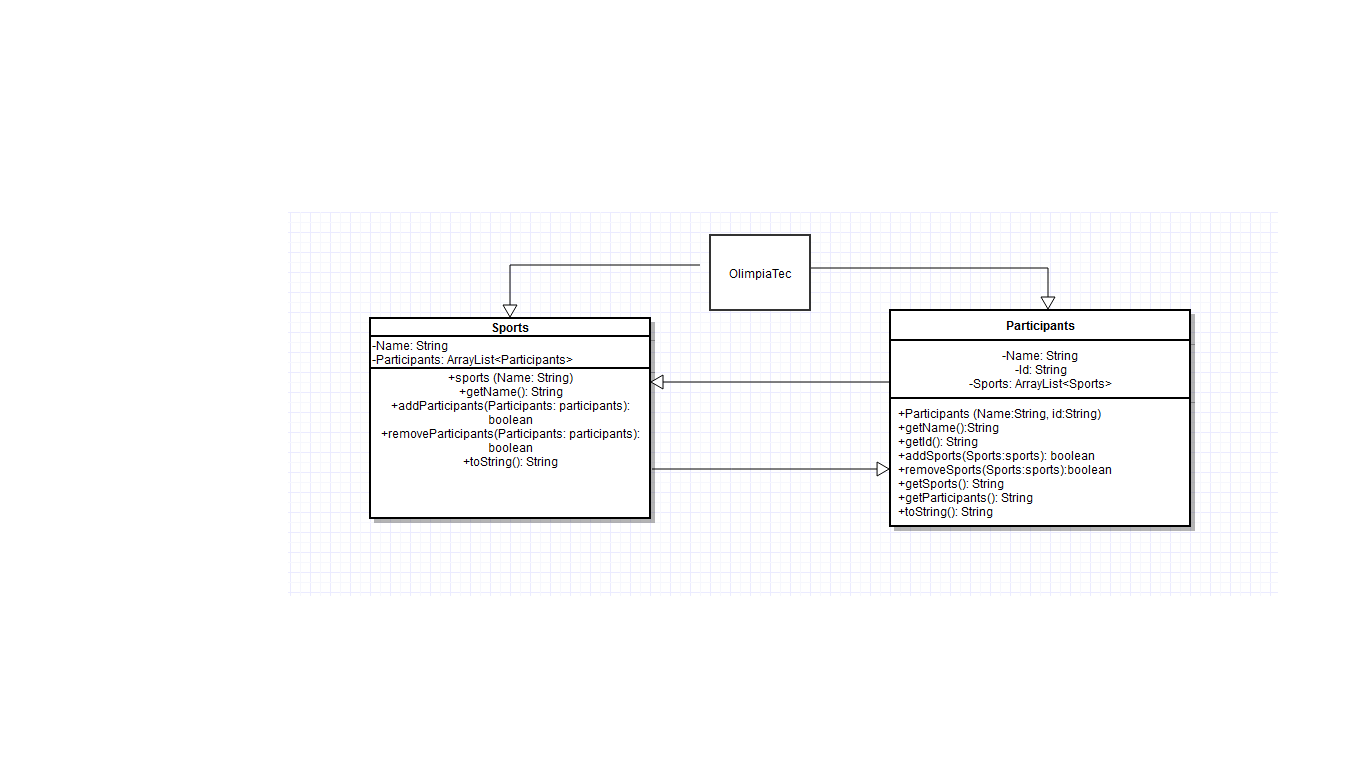 OlimpiaTec
Sports
-Name: String
-Participants: ArrayList<Participants>
+sports (Name: String)
+getName(): String
+addParticipants(Participants: participants):
boolean
+removeParticipants(Participants: participants):
boolean
+toString(): String
Participants
-Name: String
-Id: String
-Sports: ArrayList<Sports>
+Participants (Name:String, id:String)
+getName():String
+getId(): String
+addSports(Sports:sports): boolean
+removeSports(Sports:sports):boolean
+getSports(): String
+getParticipants(): String
+toString(): String